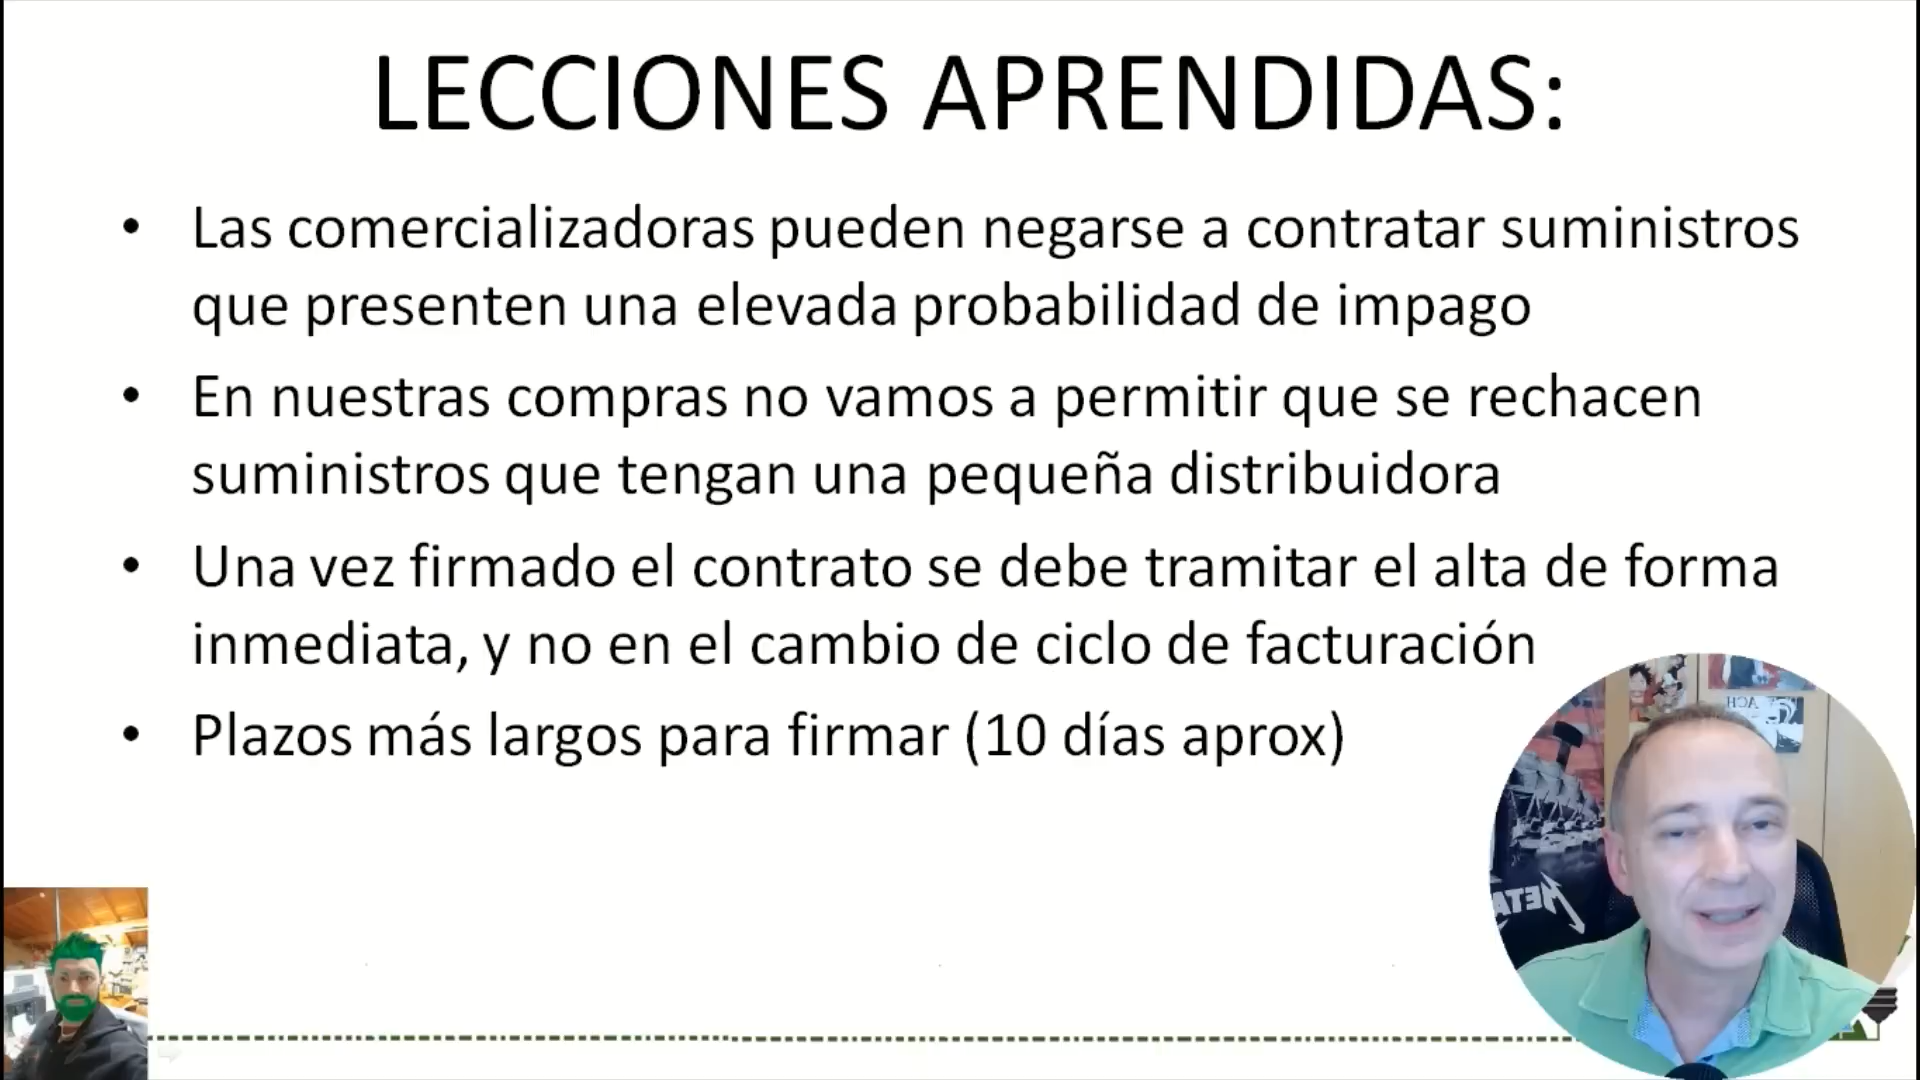 LECCIONES APRENDIDAS:
• Las comercializadoras pueden negarse a contratar suministros
que presenten una elevada probabilidad de impago
• En nuestras compras no vamos a permitir que se rechacen
suministros que tengan una pequeña distribuidora
• Una vez firmado el contrato se debe tramitar el alta de forma
inmediata, y no en el cambio de ciclo de facturación
• Plazos más largos para firmar (10 días aprox)
ACH
META